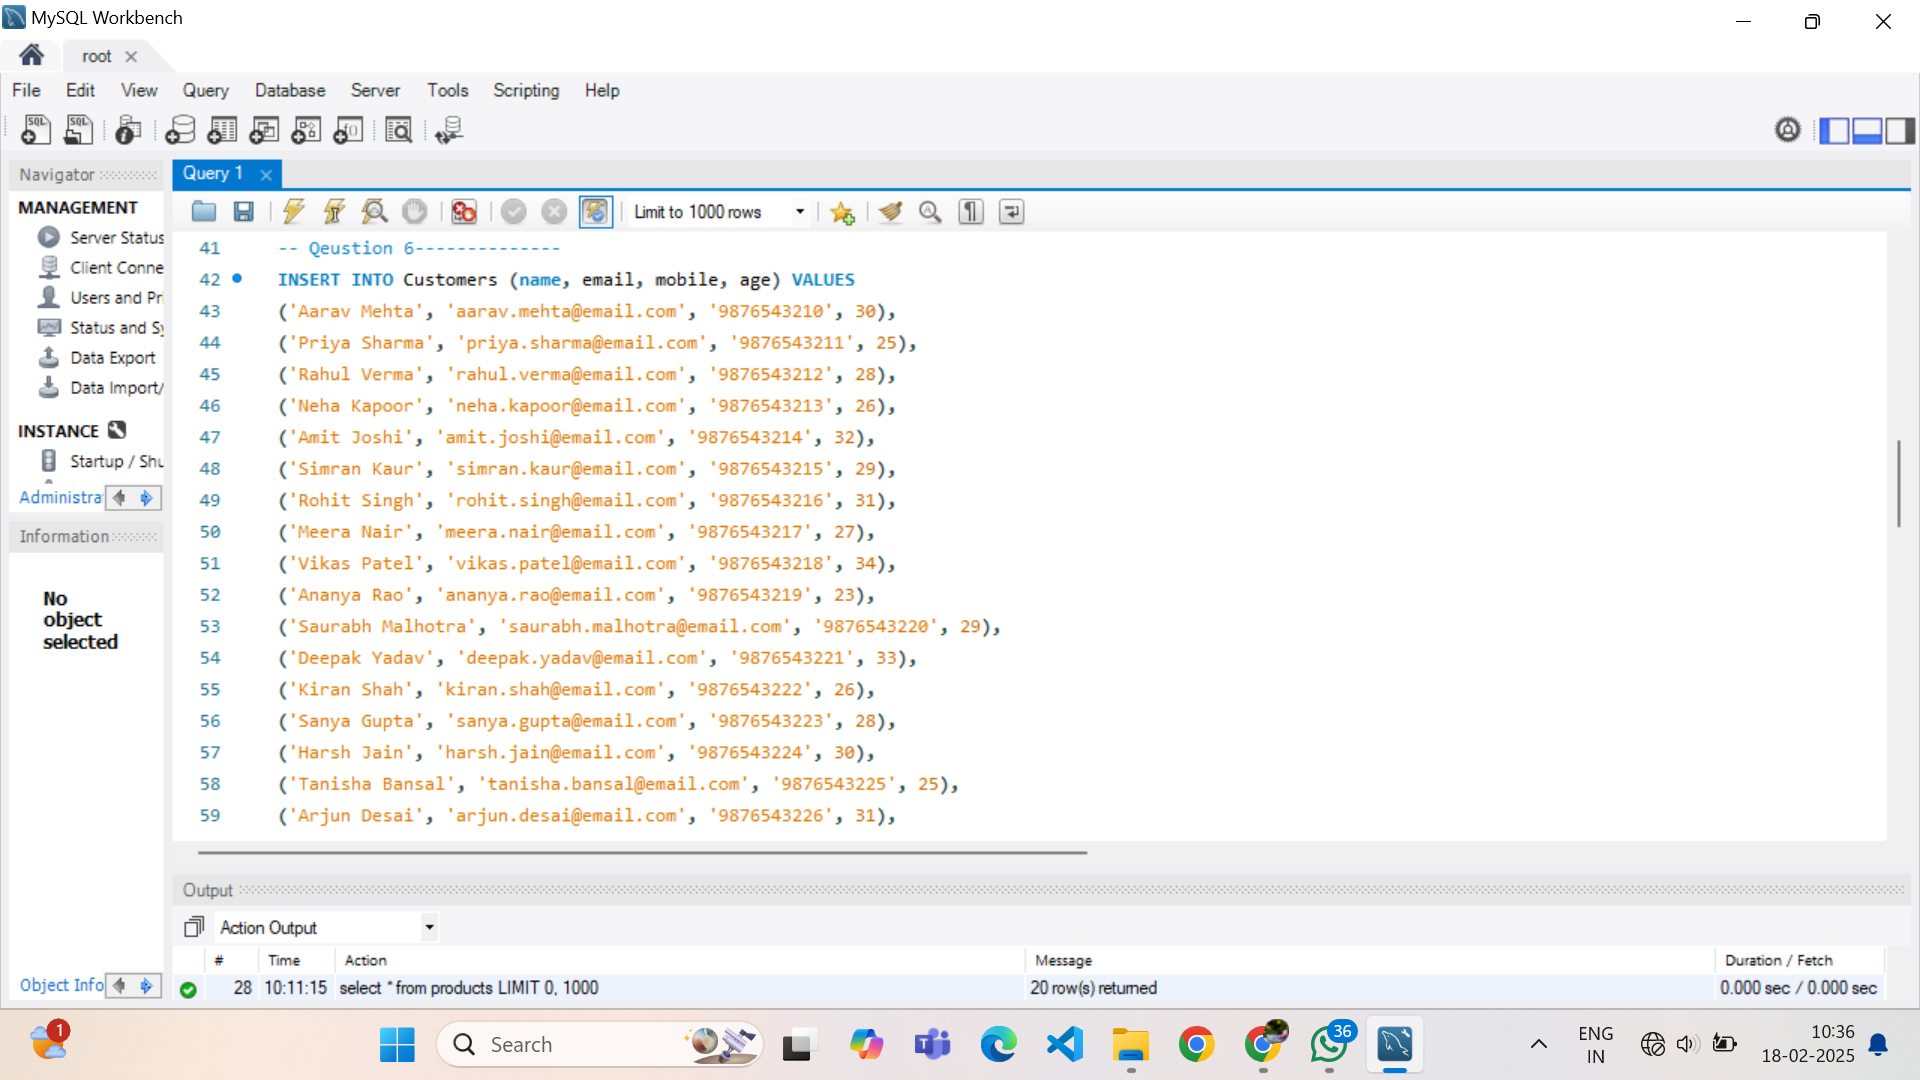 MySQL Workbench
root
File Edit View Query Database Server Tools Scripting Help
Navigator
MANAGEMENT
Server Status
Client Conne
Users and Pri
Status and Sy
Data Export
Data Import/
INSTANCE
Startup / Shu
Administra
Information
No
object
selected
Object Info
Query 1
Limit to 1000 rows
41 -- Qeustion 6--------------
42 INSERT INTO Customers (name, email, mobile, age) VALUES
43 ('Aarav Mehta', 'aarav.mehta@email.com', '9876543210', 30),
44 ('Priya Sharma', 'priya.sharma@email.com', '9876543211', 25),
45 ('Rahul Verma', 'rahul.verma@email.com', '9876543212', 28),
46 ('Neha Kapoor', 'neha.kapoor@email.com', '9876543213', 26),
47 ('Amit Joshi', 'amit.joshi@email.com', '9876543214', 32),
48 ('Simran Kaur', 'simran.kaur@email.com', '9876543215', 29),
49 ('Rohit Singh', 'rohit.singh@email.com', '9876543216', 31),
50 ('Meera Nair', 'meera.nair@email.com', '9876543217', 27),
51 ('Vikas Patel', 'vikas.patel@email.com', '9876543218', 34),
52 ('Ananya Rao', 'ananya.rao@email.com', '9876543219', 23),
53 ('Saurabh Malhotra', 'saurabh.malhotra@email.com', '9876543220', 29),
54 ('Deepak Yadav', 'deepak.yadav@email.com', '9876543221', 33),
55 ('Kiran Shah', 'kiran.shah@email.com', '9876543222', 26),
56 ('Sanya Gupta', 'sanya.gupta@email.com', '9876543223', 28),
57 ('Harsh Jain', 'harsh.jain@email.com', '9876543224', 30),
58 ('Tanisha Bansal', 'tanisha.bansal@email.com', '9876543225', 25),
59 ('Arjun Desai', 'arjun.desai@email.com', '9876543226', 31),
Output
Action Output
# Time Action Message Duration / Fetch
28 10:11:15 select * from products LIMIT 0, 1000 20 row(s) returned 0.000 sec / 0.000 sec
1
Search
36
ENG
IN
10:36
18-02-2025